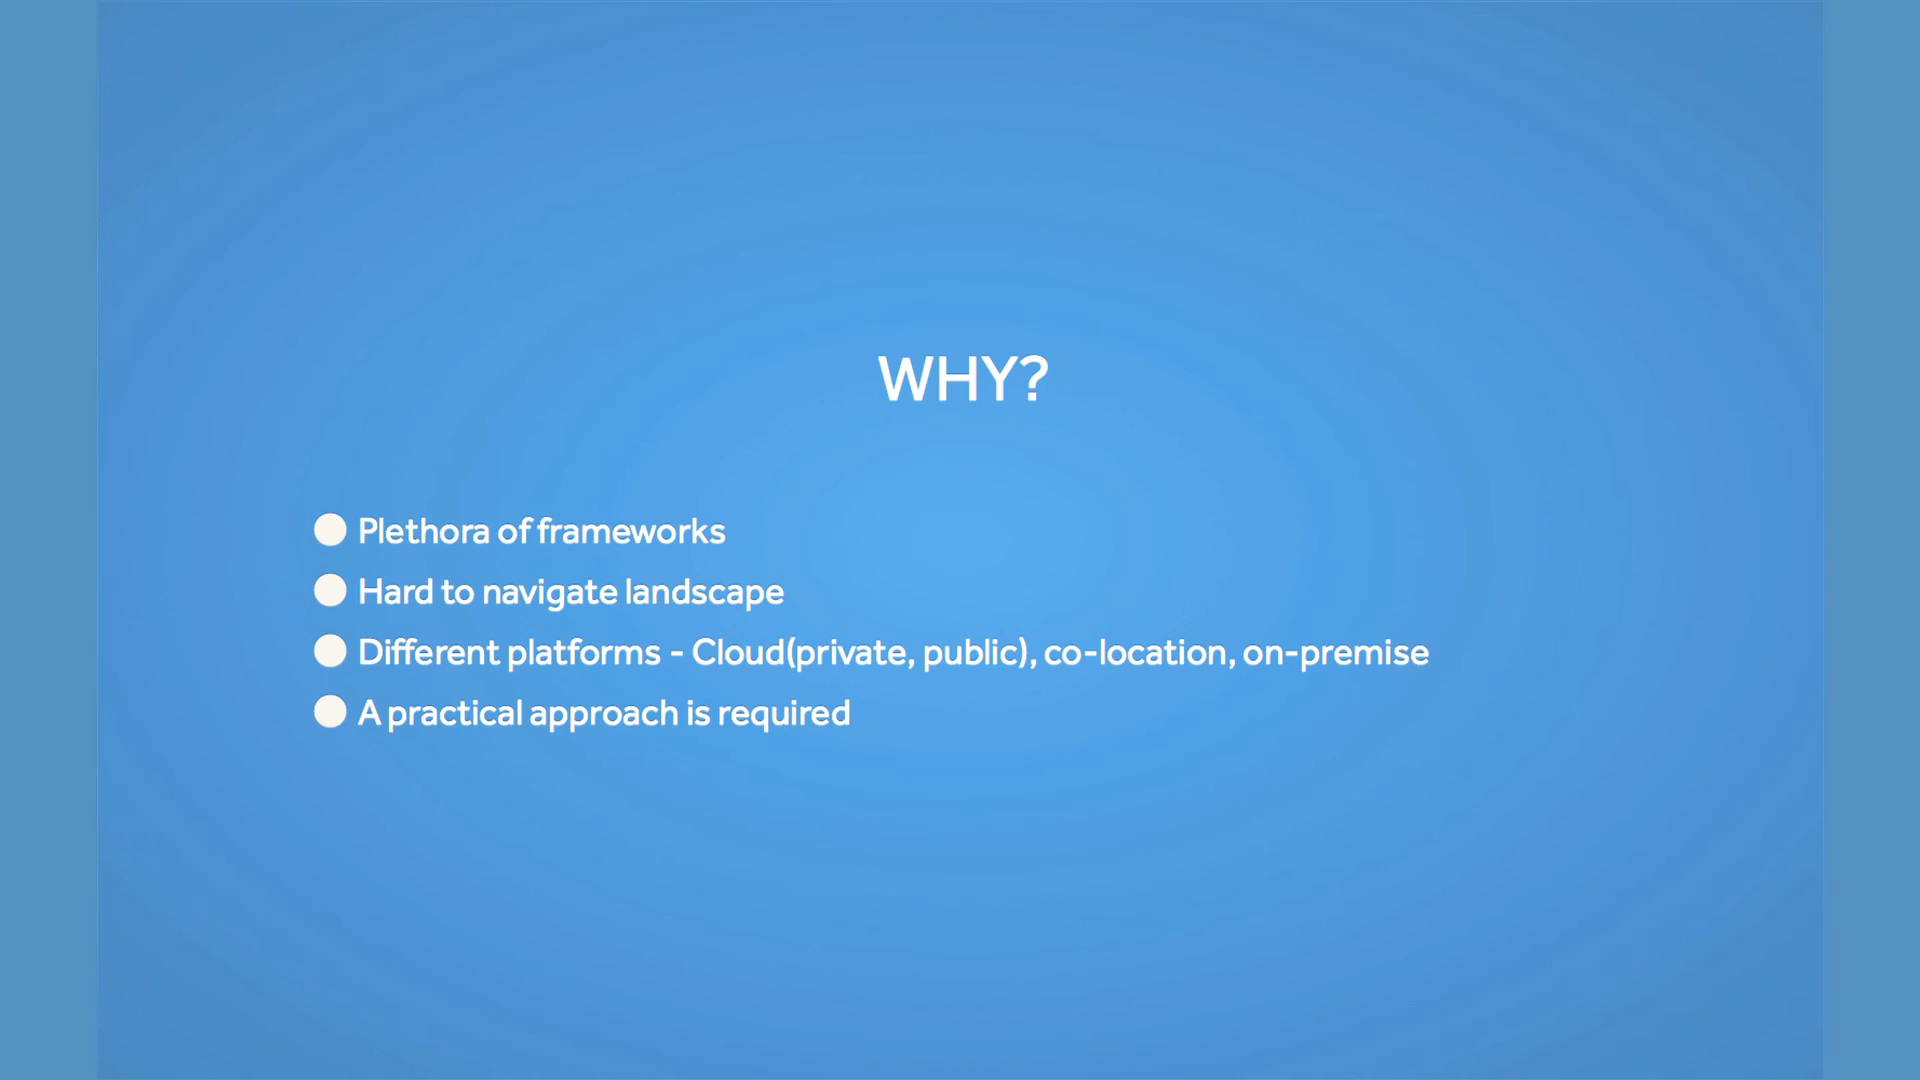 WHY?
Plethora of frameworks
Hard to navigate landscape
Different platforms - Cloud(private, public), co-location, on-premise
A practical approach is required